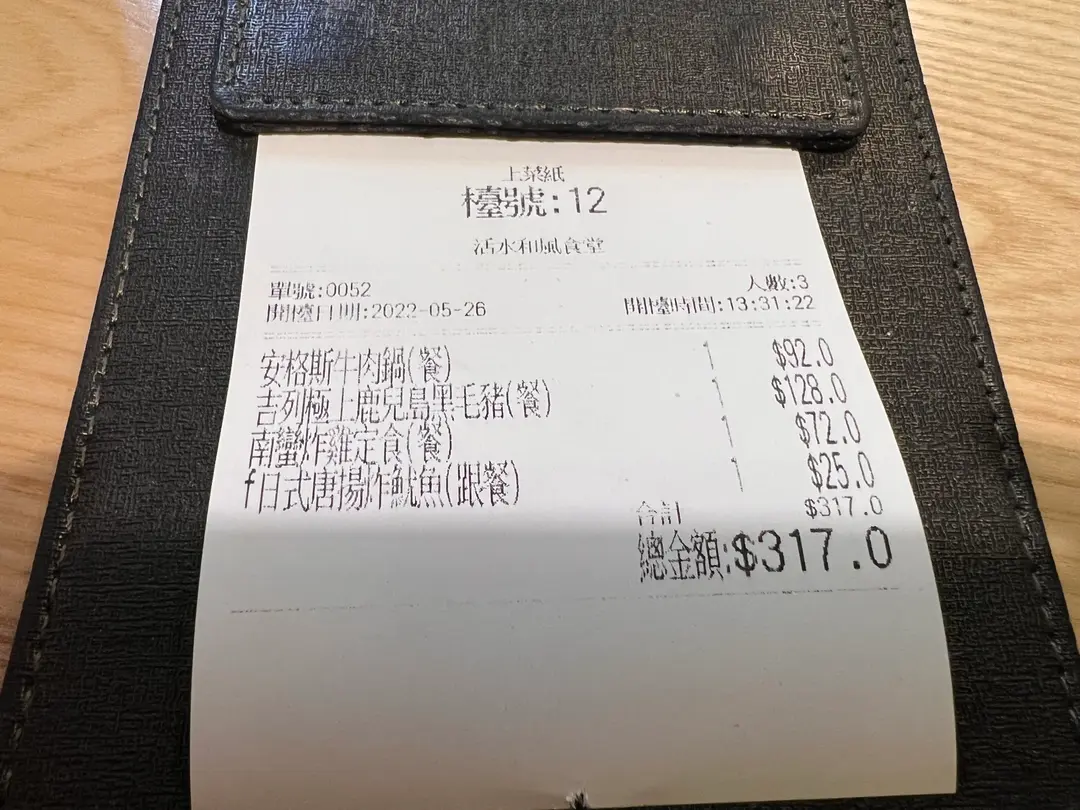 上菜紙
檯號:12
活水和風食堂
單號:0052 人數:3
開檯日期:2022-05-26 開檯時間:13:31:22
安格斯牛肉鍋(餐) 1 $92.0
吉列極上鹿兒島黑毛豬(餐) 1 $128.0
南蠻炸雞定食(餐) 1 $72.0
f日式唐揚炸魷魚(跟餐) 1 $25.0
合計 $317.0
總金額:$317.0